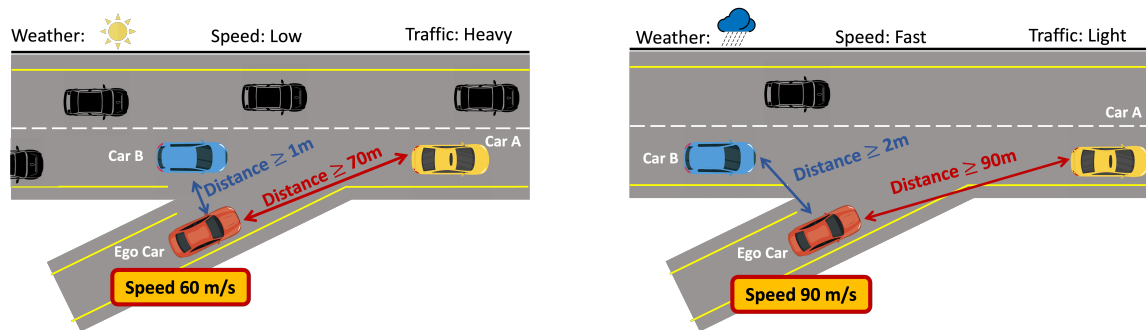 Weather: Speed: Low Traffic: Heavy
Car A
Car B
Distance ≥ 1m
Distance ≥ 70m
Ego Car
Speed 60 m/s
Weather: Speed: Fast Traffic: Light
Car A
Car B
Distance ≥ 2m
Distance ≥ 90m
Ego Car
Speed 90 m/s